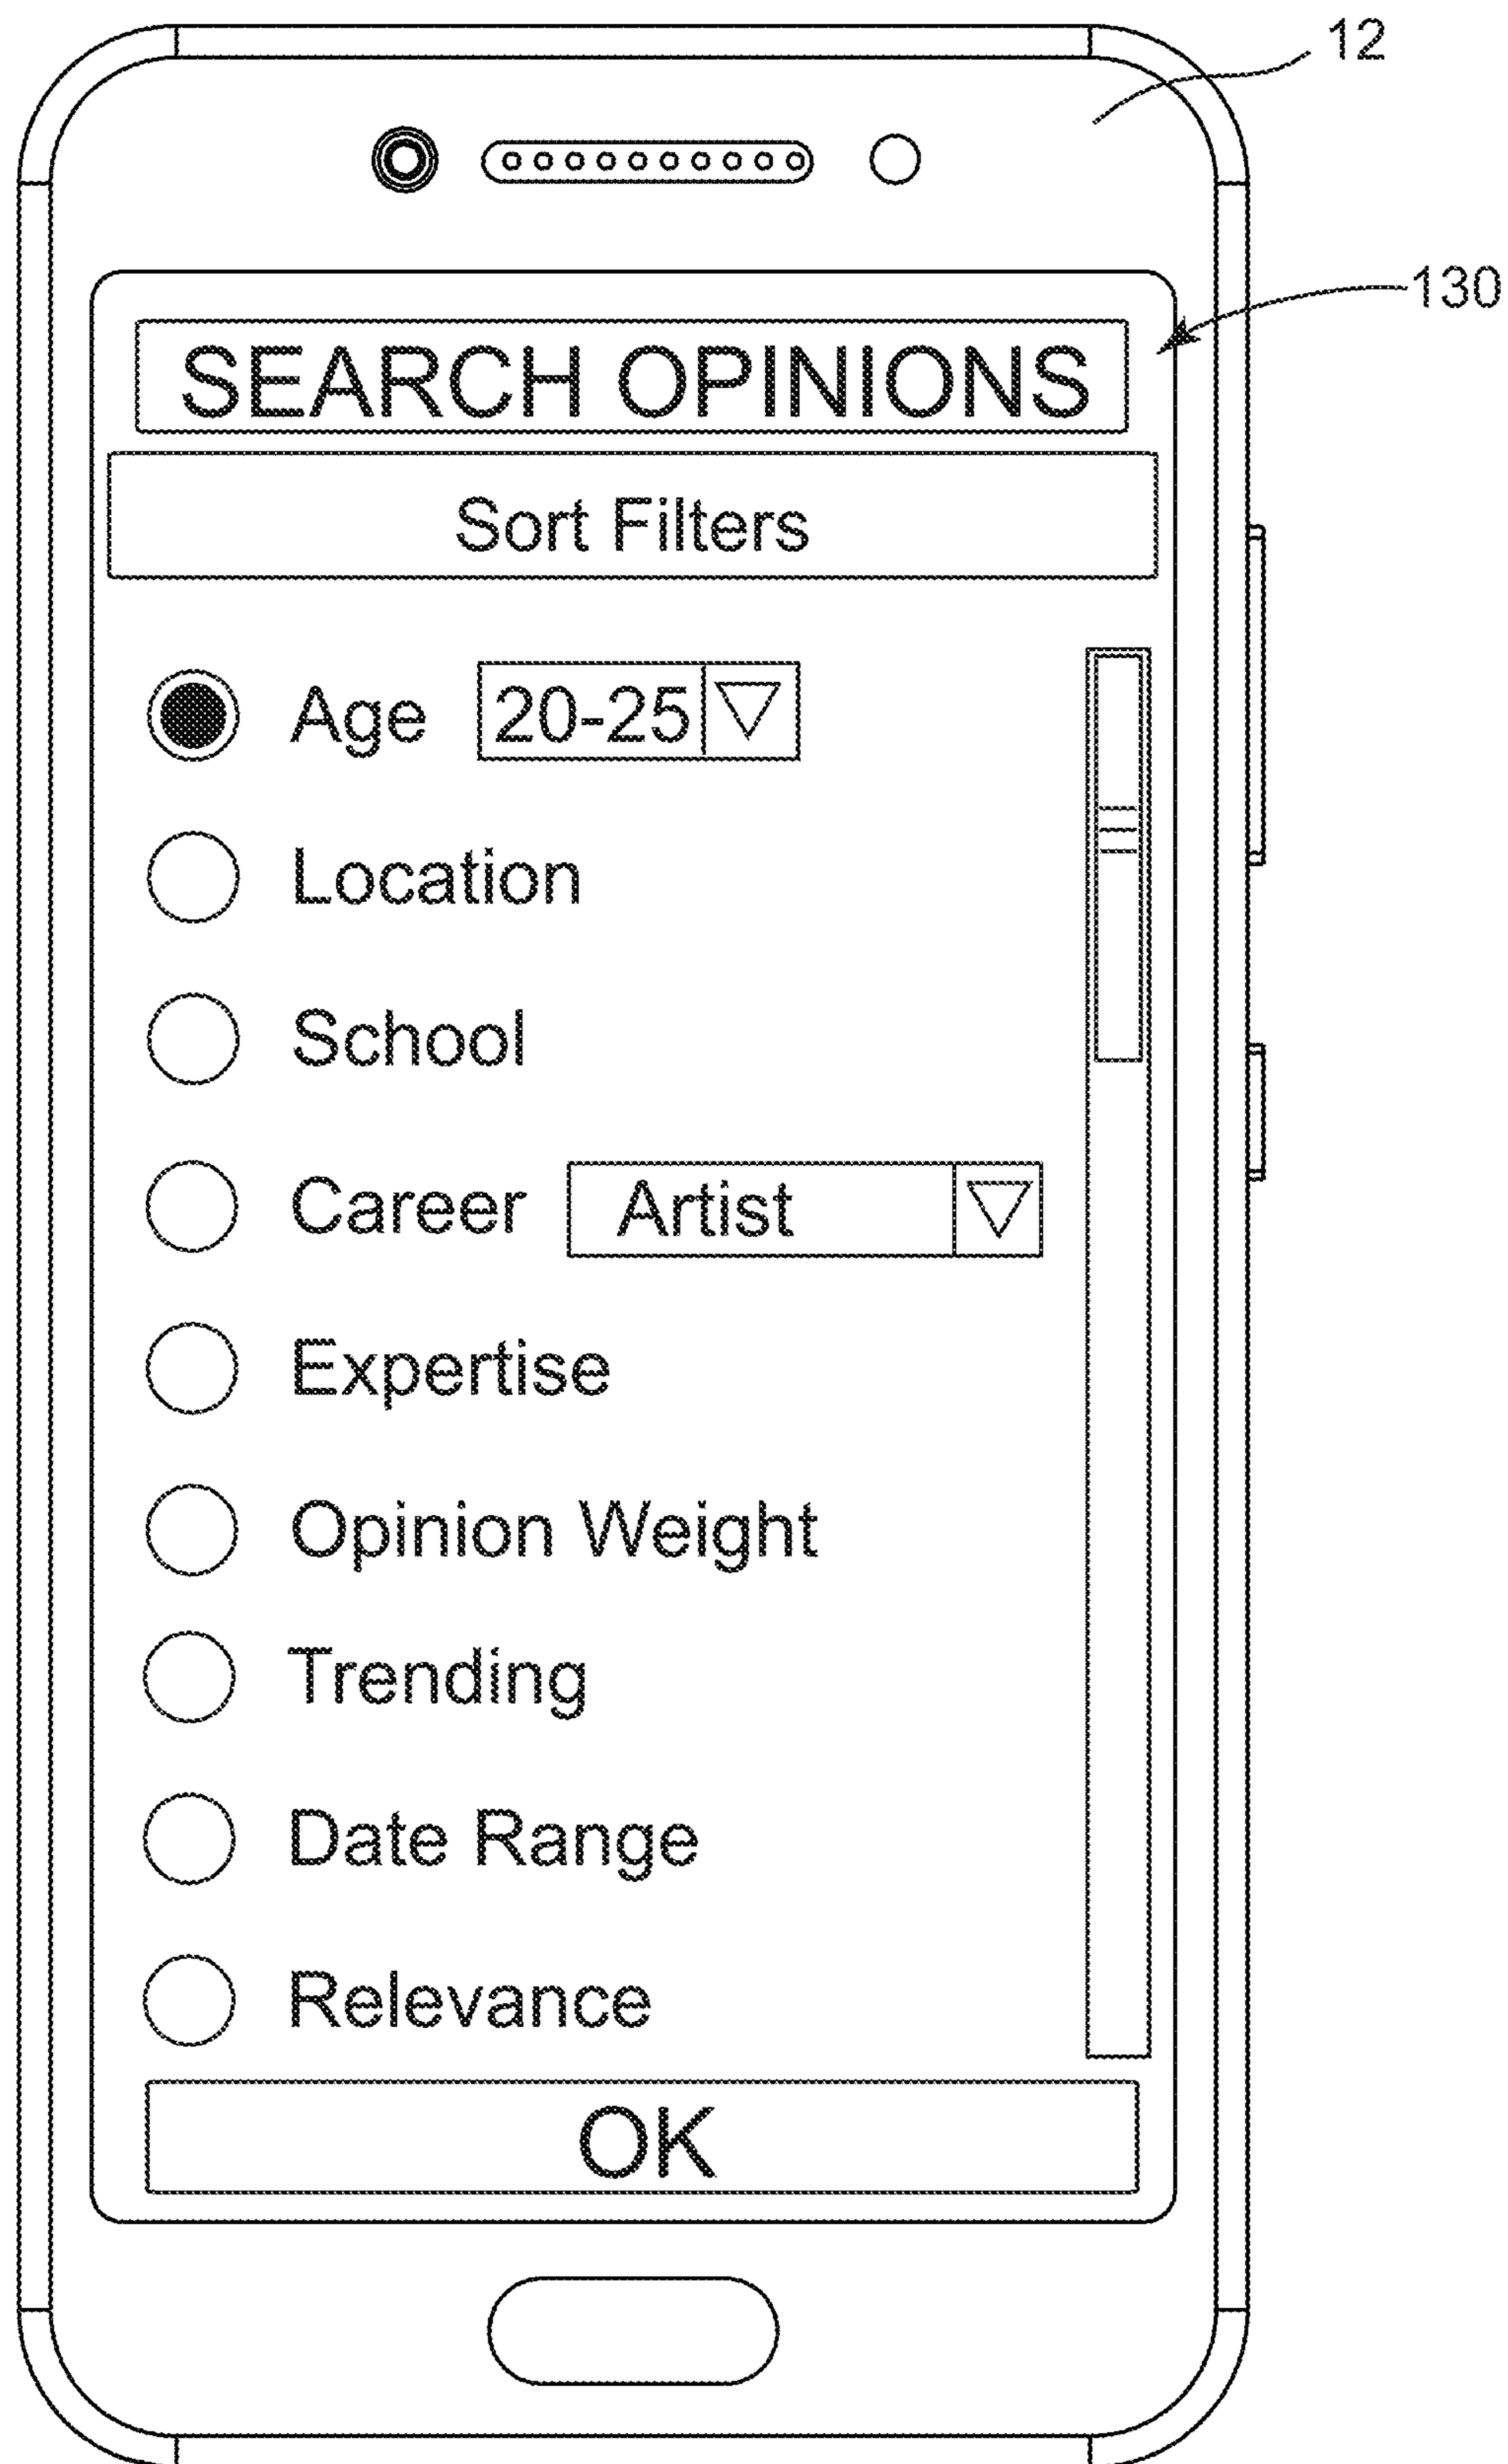 12
130
SEARCH OPINIONS
Sort Filters
Age 20-25
Location
School
Career Artist
Expertise
Opinion Weight
Trending
Date Range
Relevance
OK